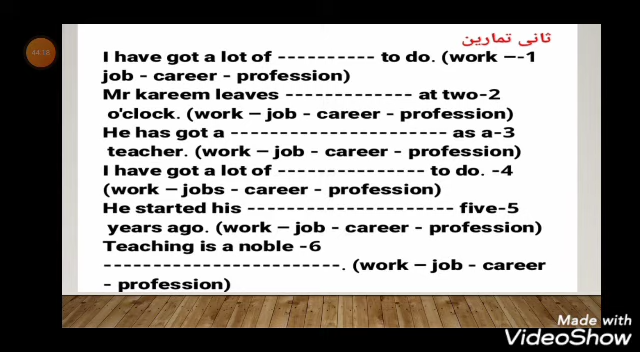 44:18
ثانى تمارين
I have got a lot of ---------- to do. (work –-1
job - career - profession)
Mr kareem leaves ------------- at two-2
o'clock. (work – job - career - profession)
He has got a ---------------------- as a-3
teacher. (work – job - career - profession)
I have got a lot of --------------- to do. -4
(work – jobs - career - profession)
He started his --------------------- five-5
years ago. (work – job - career - profession)
Teaching is a noble -6
------------------------. (work – job - career
- profession)
Made with
VideoShow